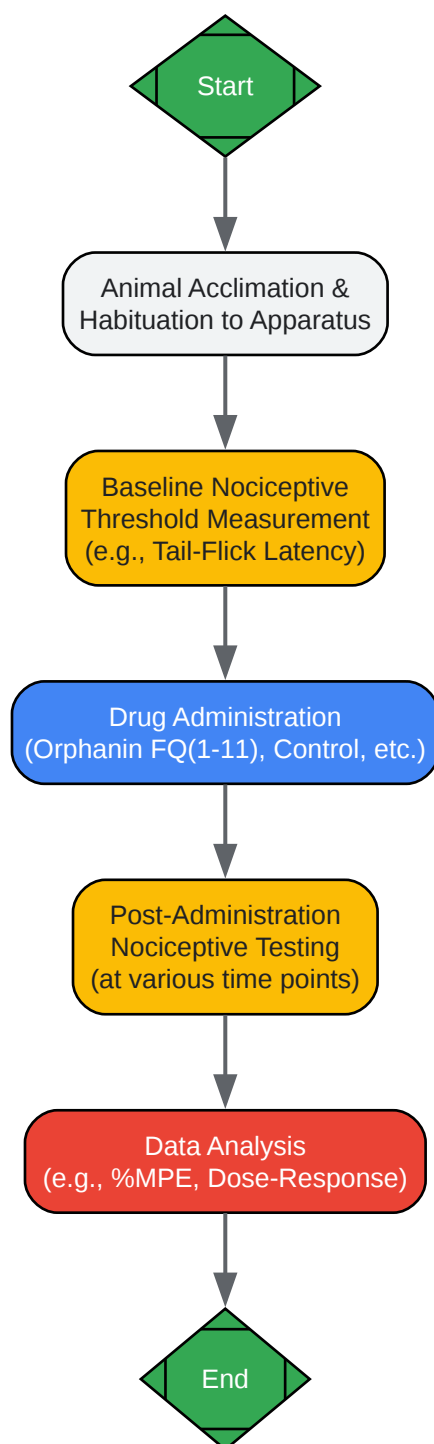 Start
Animal Acclimation &
Habituation to Apparatus
Baseline Nociceptive
Threshold Measurement
(e.g., Tail-Flick Latency)
Drug Administration
(Orphanin FQ(1-11), Control, etc.)
Post-Administration
Nociceptive Testing
(at various time points)
Data Analysis
(e.g., %MPE, Dose-Response)
End